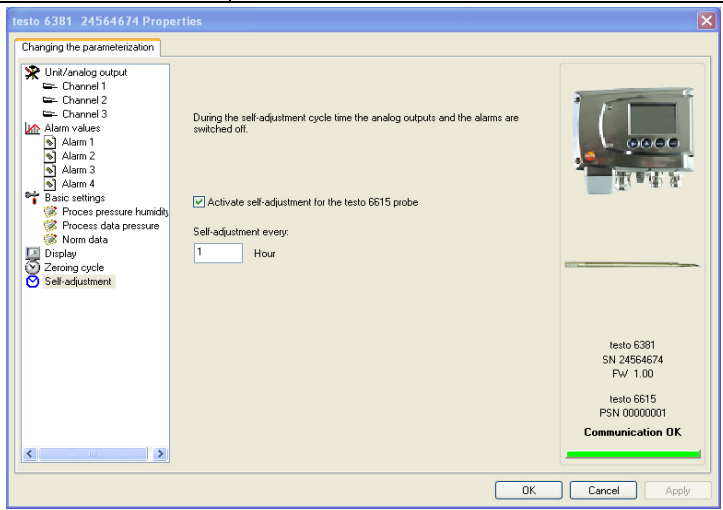 testo 6381 24564674 Properties
Changing the parameterization
Unit/analog output
Channel 1
Channel 2
Channel 3
Alarm values
Alarm 1
Alarm 2
Alarm 3
Alarm 4
Basic settings
Proces pressure humidity
Process data pressure
Norm data
Display
Zeroing cycle
Self-adjustment
During the self-adjustment cycle time the analog outputs and the alarms are
switched off.
Activate self-adjustment for the testo 6615 probe
Self-adjustment every:
1 Hour
testo 6381
SN 24564674
FW 1.00
testo 6615
PSN 00000001
Communication OK
OK Cancel Apply